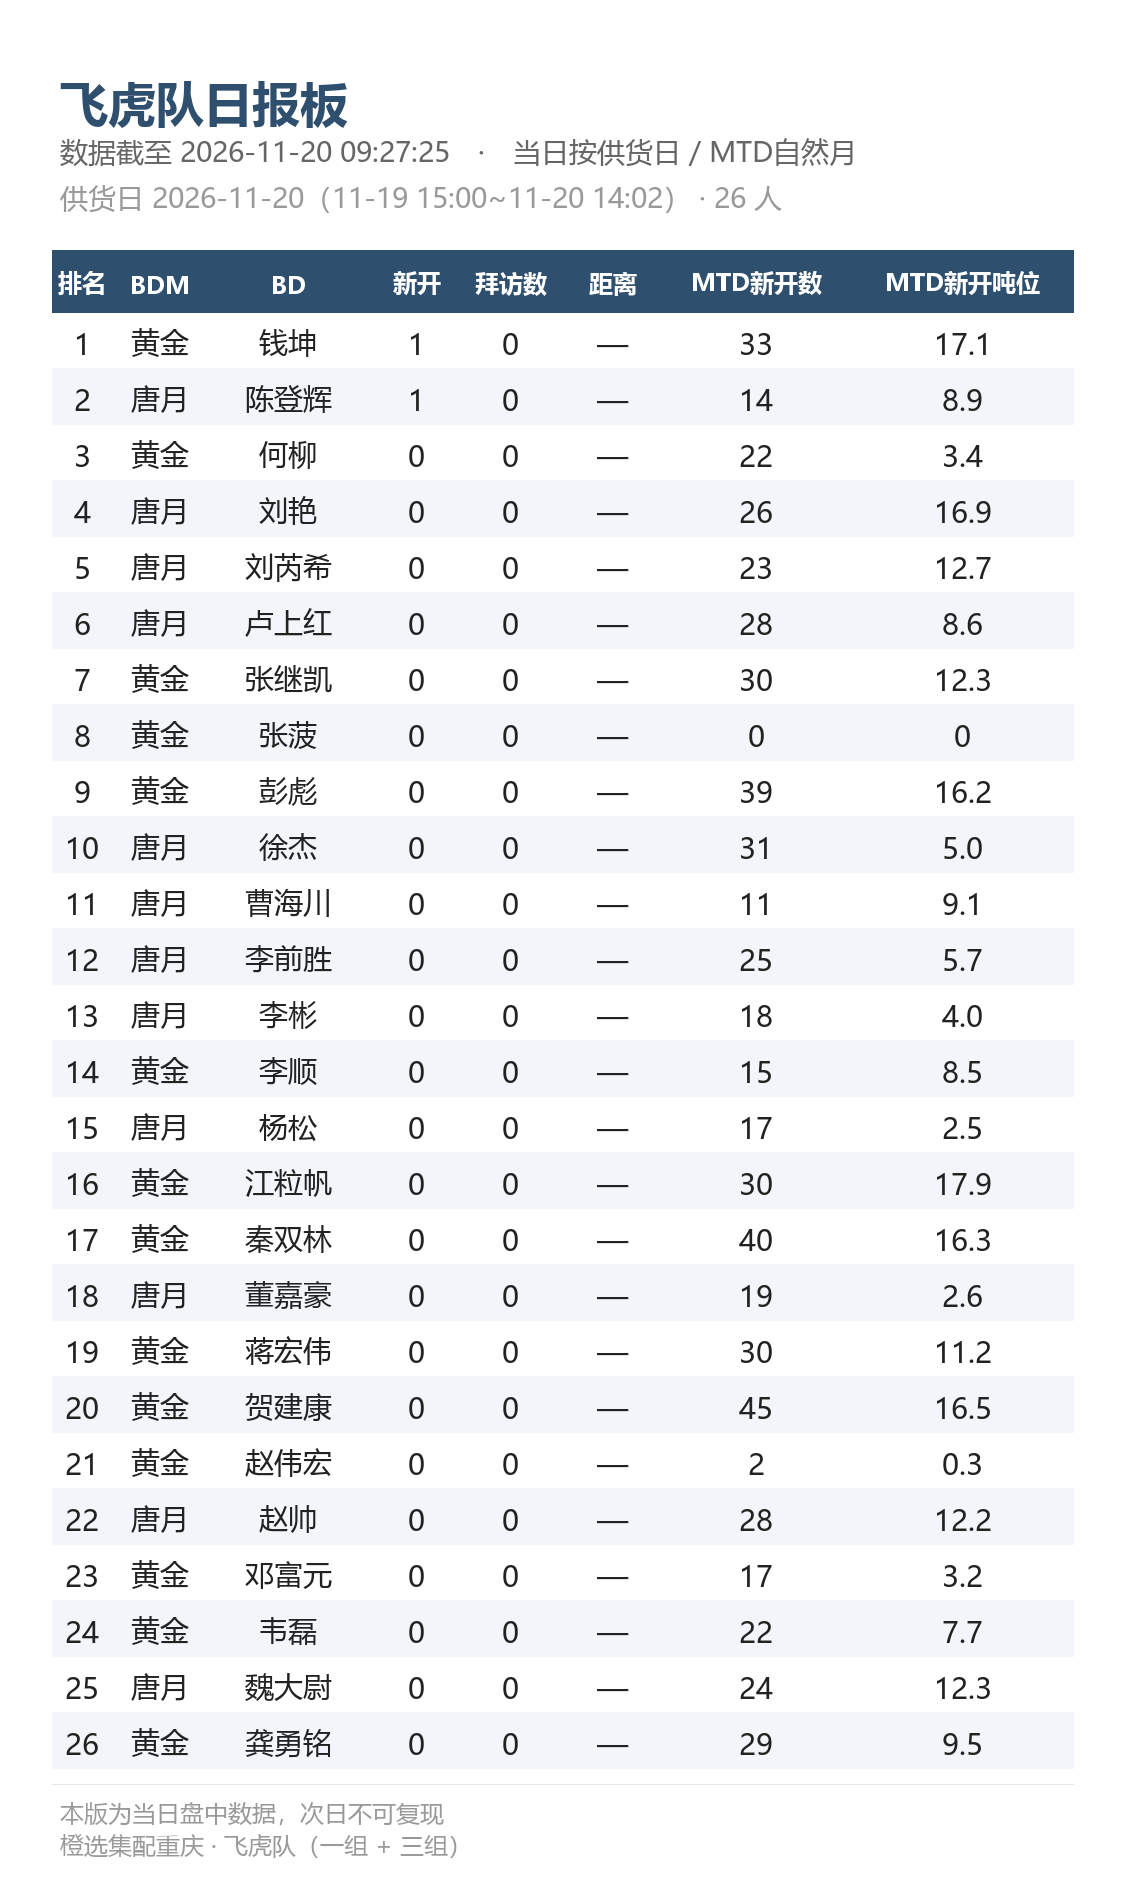 飞虎队日报板
数据截至 2026-11-20 09:27:25 · 当日按供货日 / MTD自然月
供货日 2026-11-20（11-19 15:00~11-20 14:02）· 26 人
排名 BDM BD 新开 拜访数 距离 MTD新开数 MTD新开吨位
1 黄金 钱坤 1 0 — 33 17.1
2 唐月 陈登辉 1 0 — 14 8.9
3 黄金 何柳 0 0 — 22 3.4
4 唐月 刘艳 0 0 — 26 16.9
5 唐月 刘芮希 0 0 — 23 12.7
6 唐月 卢上红 0 0 — 28 8.6
7 黄金 张继凯 0 0 — 30 12.3
8 黄金 张菠 0 0 — 0 0
9 黄金 彭彪 0 0 — 39 16.2
10 唐月 徐杰 0 0 — 31 5.0
11 唐月 曹海川 0 0 — 11 9.1
12 唐月 李前胜 0 0 — 25 5.7
13 唐月 李彬 0 0 — 18 4.0
14 黄金 李顺 0 0 — 15 8.5
15 唐月 杨松 0 0 — 17 2.5
16 黄金 江粒帆 0 0 — 30 17.9
17 黄金 秦双林 0 0 — 40 16.3
18 唐月 董嘉豪 0 0 — 19 2.6
19 黄金 蒋宏伟 0 0 — 30 11.2
20 黄金 贺建康 0 0 — 45 16.5
21 黄金 赵伟宏 0 0 — 2 0.3
22 唐月 赵帅 0 0 — 28 12.2
23 黄金 邓富元 0 0 — 17 3.2
24 黄金 韦磊 0 0 — 22 7.7
25 唐月 魏大尉 0 0 — 24 12.3
26 黄金 龚勇铭 0 0 — 29 9.5
本版为当日盘中数据，次日不可复现
橙选集配重庆 · 飞虎队（一组 + 三组）